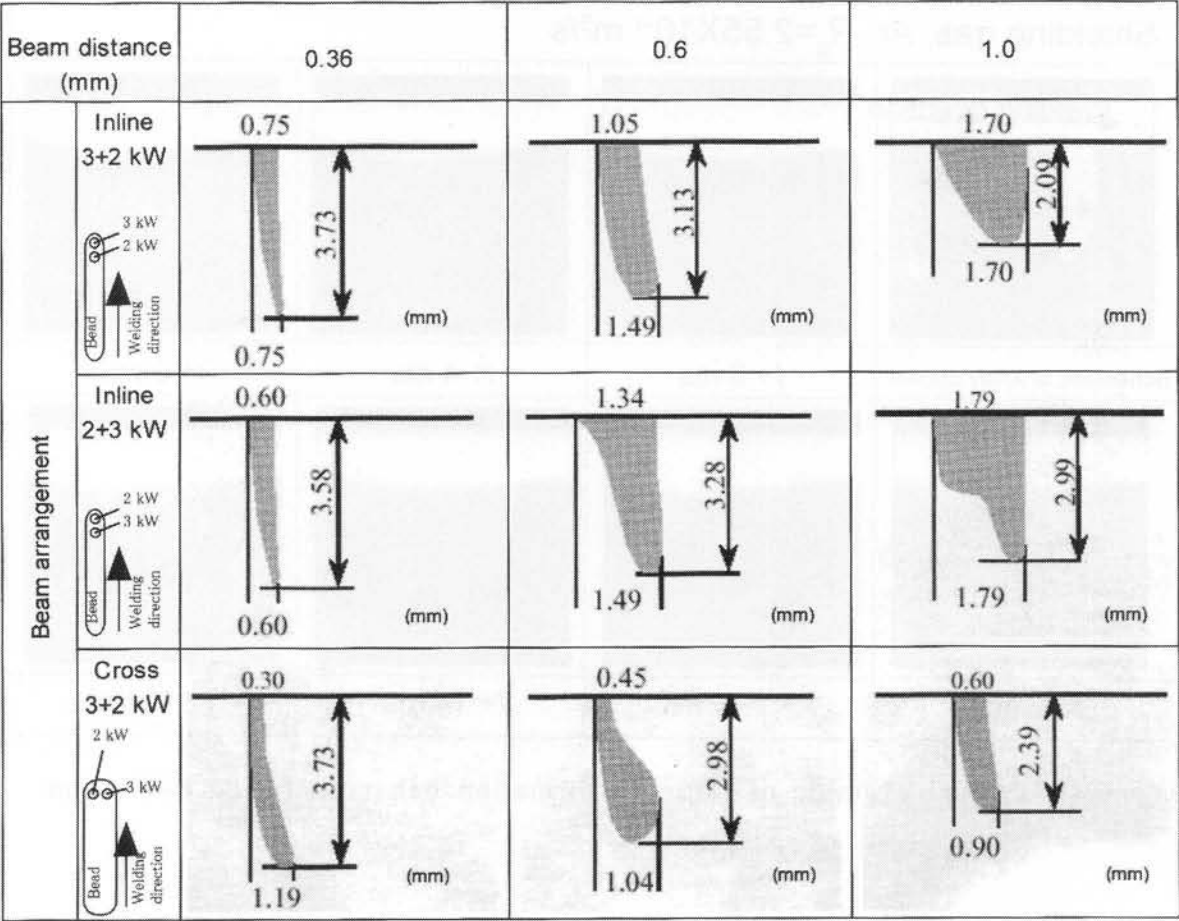 Beam distance
(mm)
0.36
0.6
1.0
Beam arrangement
Inline
3+2 kW
3 kW
2 kW
Bead
Welding
direction
0.75
3.73
0.75
(mm)
1.05
3.13
1.49
(mm)
1.70
2.09
1.70
(mm)
Inline
2+3 kW
2 kW
3 kW
Bead
Welding
direction
0.60
3.58
0.60
(mm)
1.34
3.28
1.49
(mm)
1.79
2.99
1.79
(mm)
Cross
3+2 kW
2 kW
3 kW
Bead
Welding
direction
0.30
3.73
1.19
(mm)
0.45
2.98
1.04
(mm)
0.60
2.39
0.90
(mm)